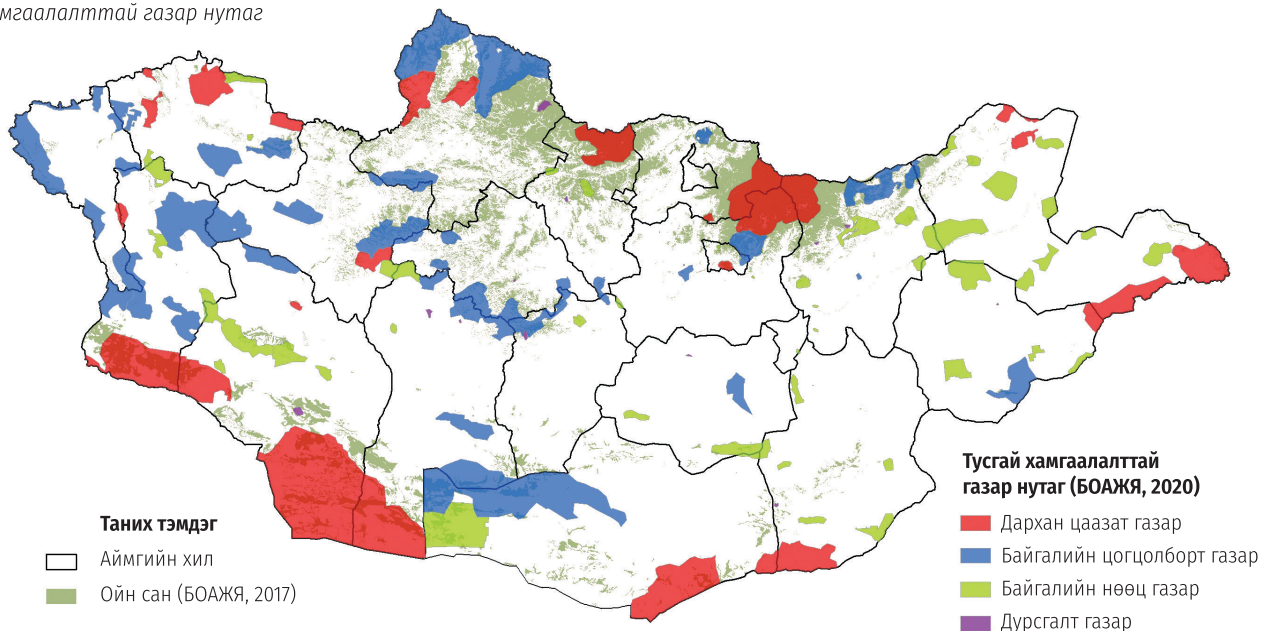 мгаалалттай газар нутаг
Таних тэмдэг
Аймгийн хил
Ойн сан (БОАЖЯ, 2017)
Тусгай хамгаалалттай
газар нутаг (БОАЖЯ, 2020)
Дархан цаазат газар
Байгалийн цогцолборт газар
Байгалийн нөөц газар
Дурсгалт газар